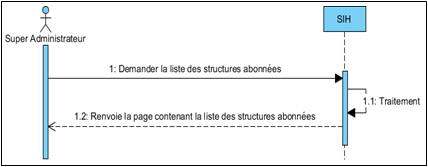 SIH
Super Administrateur
1: Demander la liste des structures abonnées
1.1: Traitement
1.2: Renvoie la page contenant la liste des structures abonnées